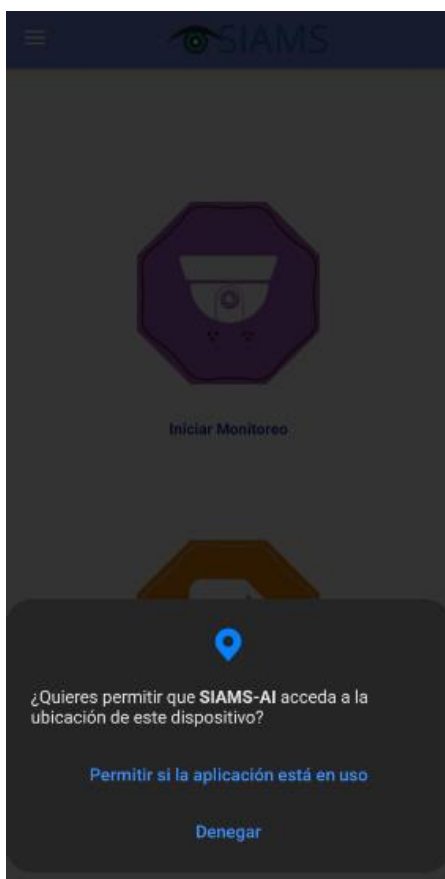 SIAMS
Iniciar Monitoreo
¿Quieres permitir que SIAMS-AI acceda a la
ubicación de este dispositivo?
Permitir si la aplicación está en uso
Denegar